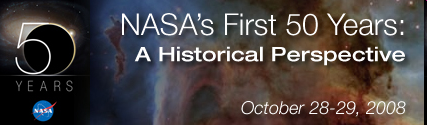 NASA's First 50 Years:
A Historical Perspective
October 28-29, 2008
50
YEARS
NASA